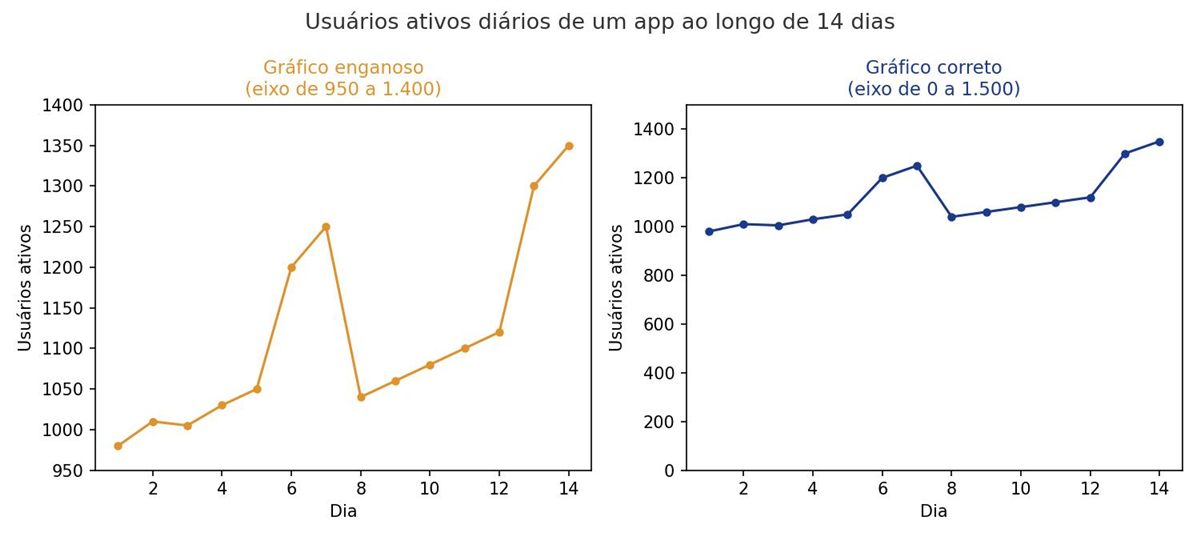 Usuários ativos diários de um app ao longo de 14 dias
Gráfico enganoso
(eixo de 950 a 1.400)
1400
1350
1300
1250
1200
1150
1100
1050
1000
950
Usuários ativos
2 4 6 8 10 12 14
Dia
Gráfico correto
(eixo de 0 a 1.500)
1400
1200
1000
800
600
400
200
0
Usuários ativos
2 4 6 8 10 12 14
Dia